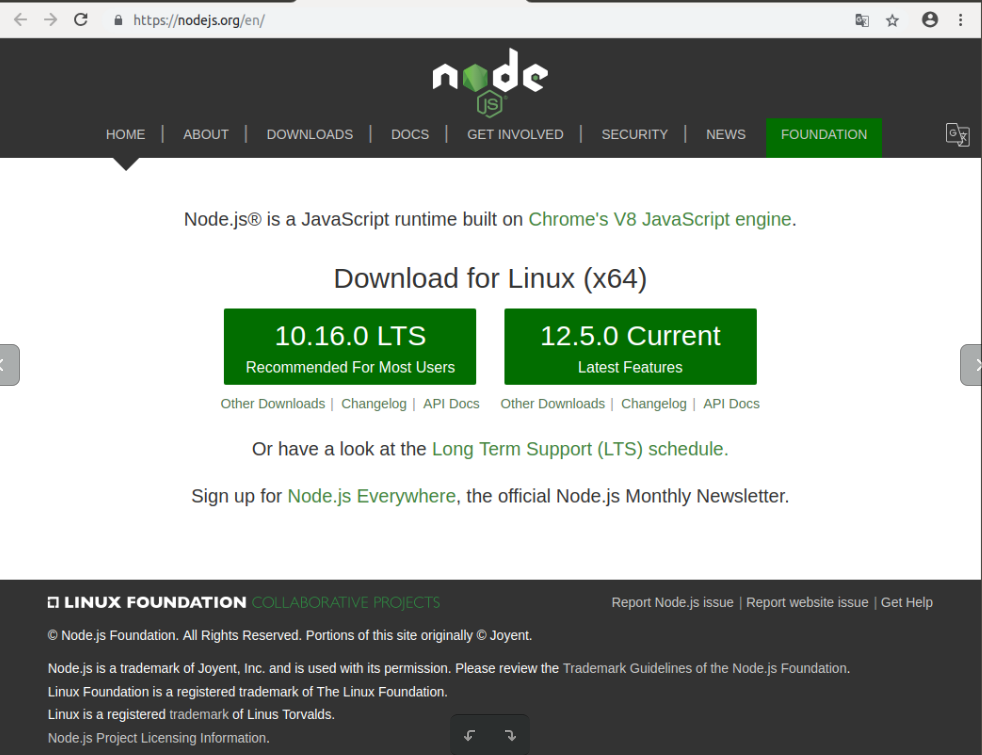 https://nodejs.org/en/
node
JS
HOME | ABOUT | DOWNLOADS | DOCS | GET INVOLVED | SECURITY | NEWS FOUNDATION
Node.js® is a JavaScript runtime built on Chrome's V8 JavaScript engine.
Download for Linux (x64)
10.16.0 LTS
Recommended For Most Users
12.5.0 Current
Latest Features
Other Downloads | Changelog | API Docs
Other Downloads | Changelog | API Docs
Or have a look at the Long Term Support (LTS) schedule.
Sign up for Node.js Everywhere, the official Node.js Monthly Newsletter.
LINUX FOUNDATION COLLABORATIVE PROJECTS
Report Node.js issue | Report website issue | Get Help
© Node.js Foundation. All Rights Reserved. Portions of this site originally © Joyent.
Node.js is a trademark of Joyent, Inc. and is used with its permission. Please review the Trademark Guidelines of the Node.js Foundation.
Linux Foundation is a registered trademark of The Linux Foundation.
Linux is a registered trademark of Linus Torvalds.
Node.js Project Licensing Information.